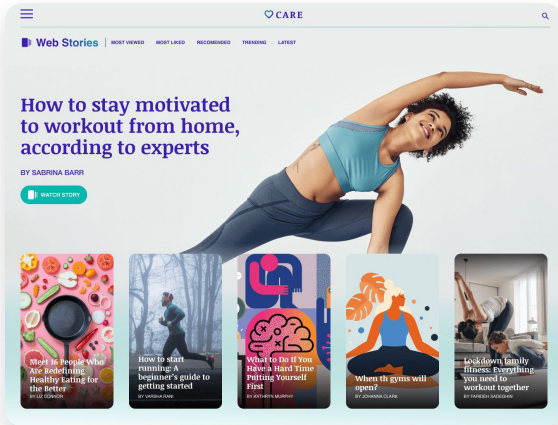 CARE
Web Stories
MOST VIEWED
MOST LIKED
RECOMENDED
TRENDING
LATEST
How to stay motivated
to workout from home,
according to experts
BY SABRINA BARR
WATCH STORY
Meet 16 People Who
Are Redefining
Healthy Eating for
the Better
BY LIZ CONNOR
How to start
running: A
beginner's guide to
getting started
BY VARSHA RANI
What to Do If You
Have a Hard Time
Putting Yourself
First
BY KATHRYN MURPHY
When th gyms will
open?
BY JOHANNA CLARK
Lockdown family
fitness: Everything
you need to
workout together
BY FARIDEH SADEGHIN